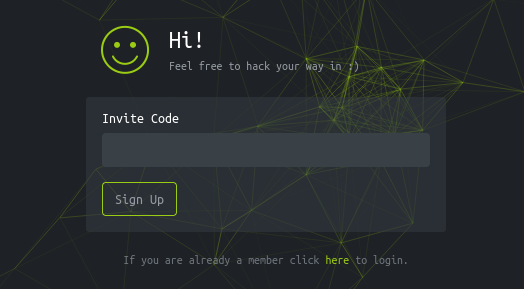 Hi!
Feel free to hack your way in :)
Invite Code
Sign Up
If you are already a member click here to login.